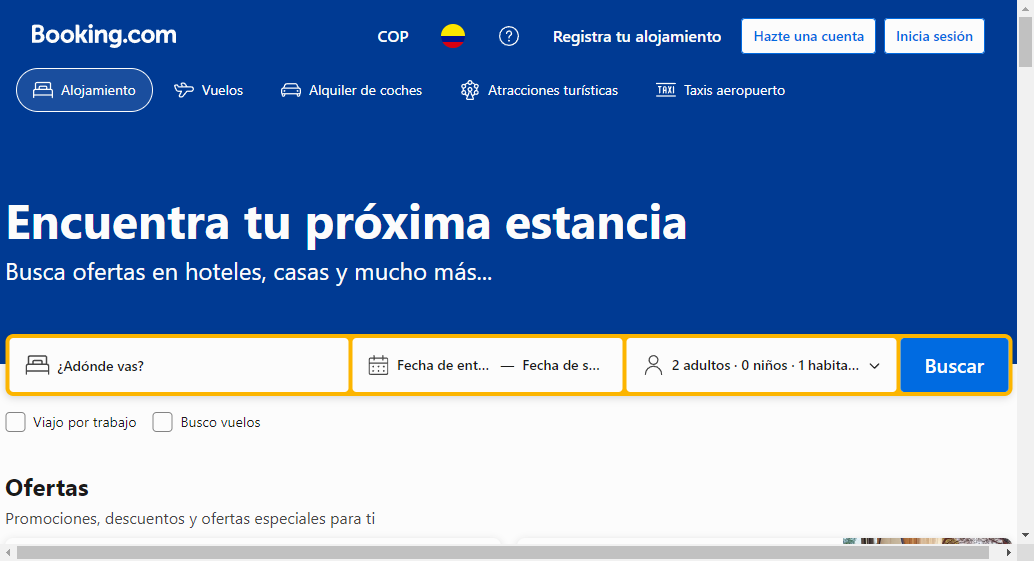 Booking.com
COP
Registra tu alojamiento
Hazte una cuenta
Inicia sesión
Alojamiento
Vuelos
Alquiler de coches
Atracciones turísticas
TAXI
Taxis aeropuerto
Encuentra tu próxima estancia
Busca ofertas en hoteles, casas y mucho más...
¿Adónde vas?
Fecha de ent... — Fecha de s...
2 adultos · 0 niños · 1 habita...
Buscar
Viajo por trabajo
Busco vuelos
Ofertas
Promociones, descuentos y ofertas especiales para ti